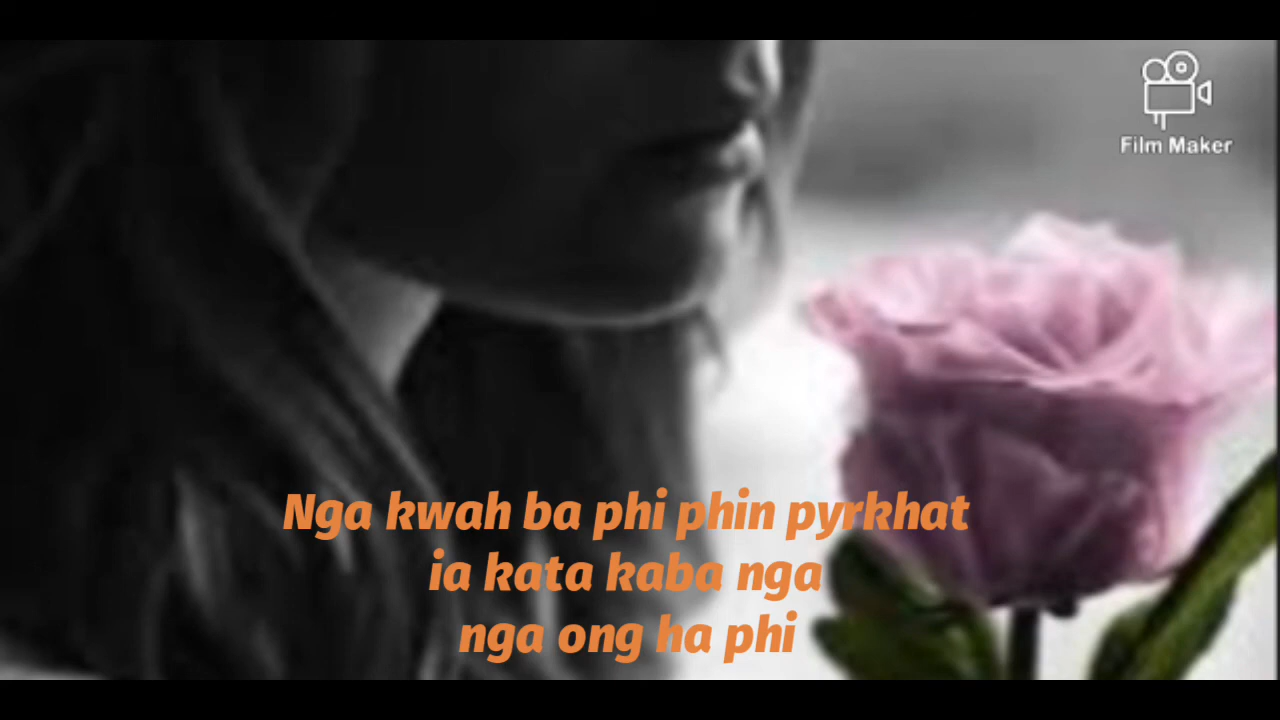 Film Maker
Nga kwah ba phi phin pyrkhat
ia kata kaba nga
nga ong ha phi